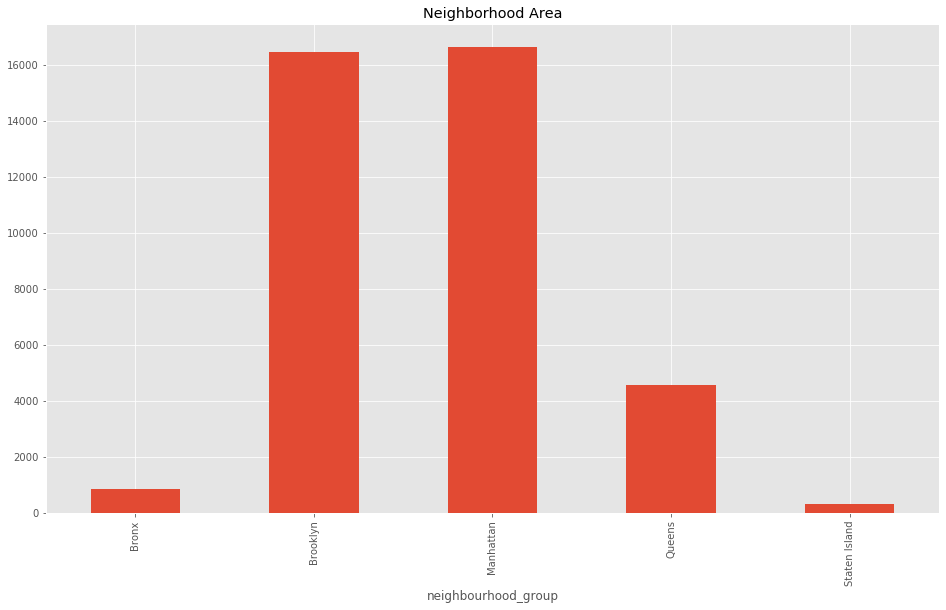 Neighborhood Area
16000
14000
12000
10000
8000
6000
4000
2000
0
Bronx
Brooklyn
Manhattan
Queens
Staten Island
neighbourhood_group